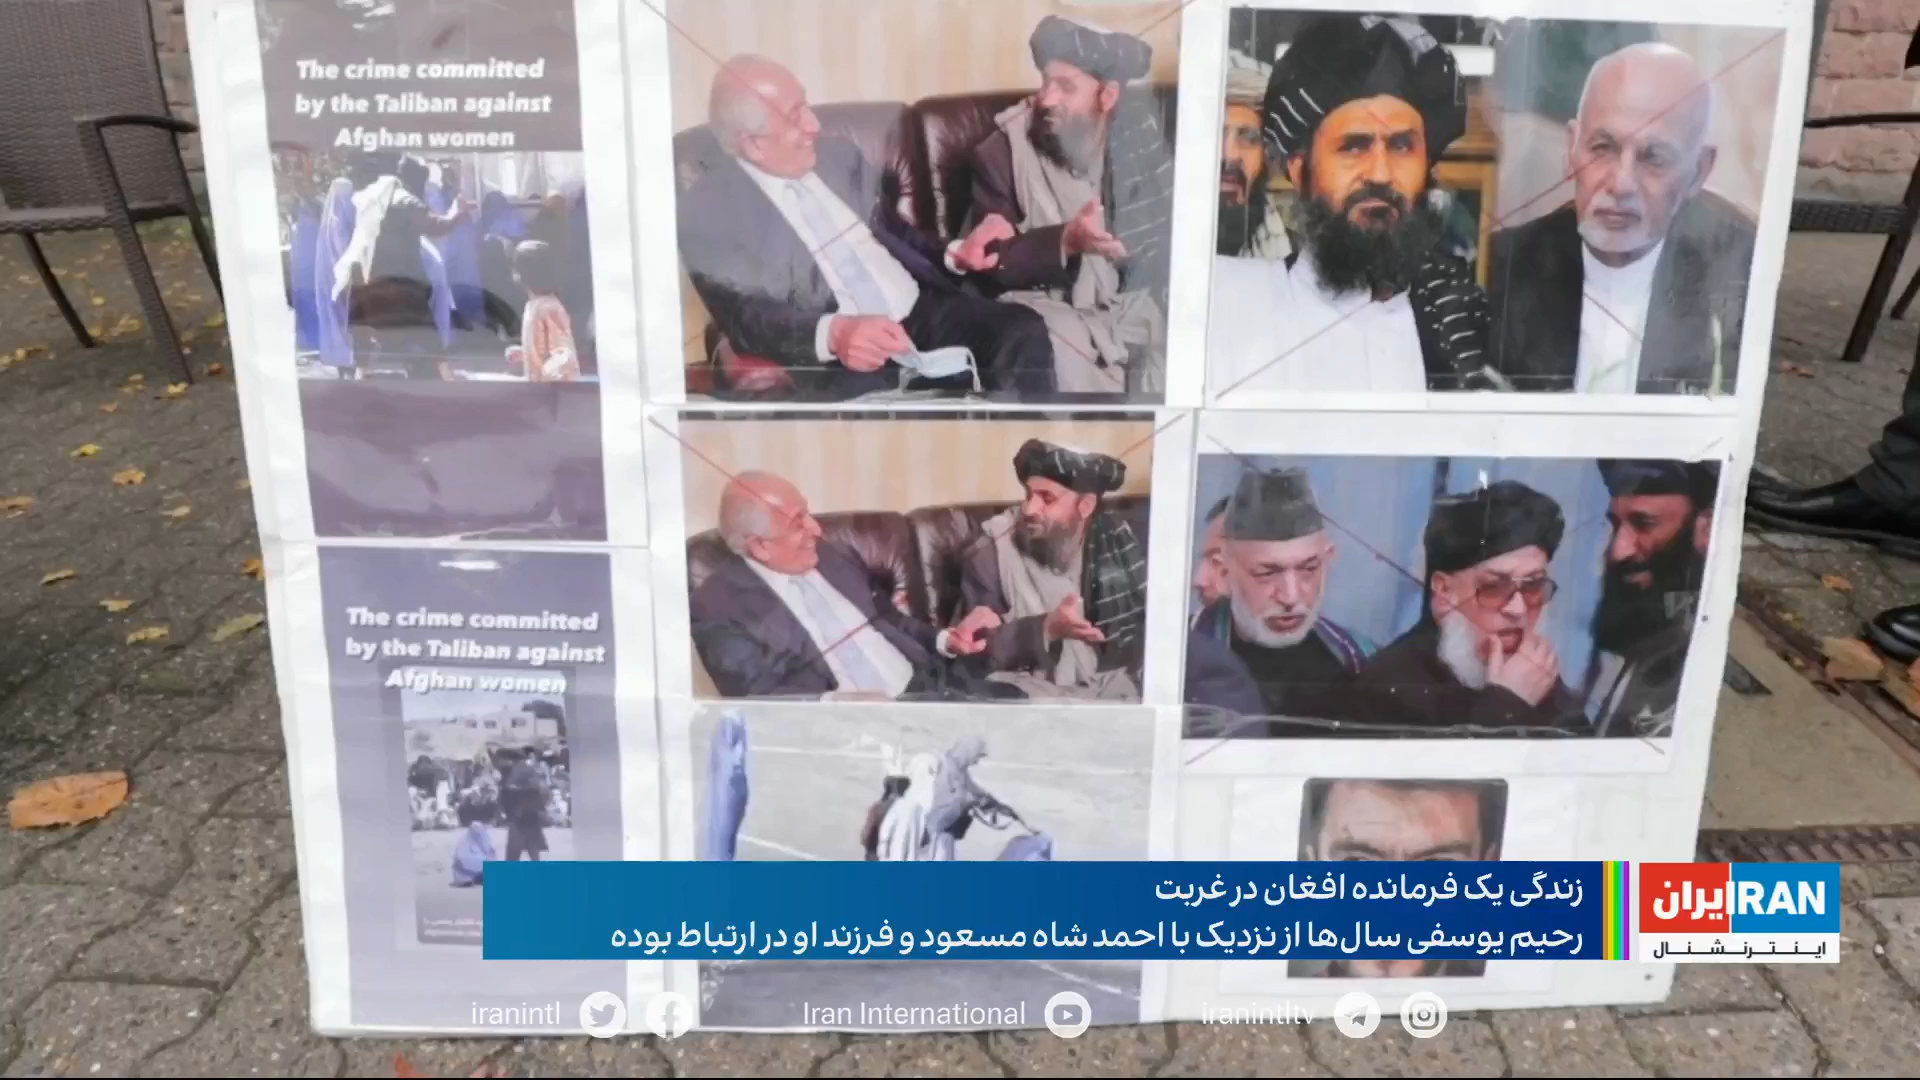 The crime committed
by the Taliban against
Afghan women
The crime committed
by the Taliban against
Afghan women
زندگی یک فرمانده افغان در غربت
رحیم یوسفی سال‌ها از نزدیک با احمد شاه مسعود و فرزند او در ارتباط بوده
ایران IRAN
اینترنشنال
iranintl
Iran International
iranintltv